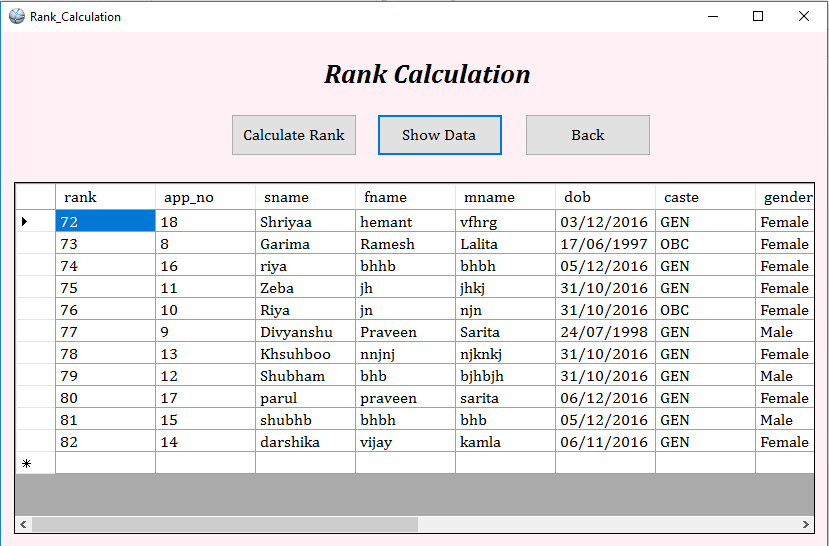 Rank_Calculation
Rank Calculation
Calculate Rank Show Data Back
rank app_no sname fname mname dob caste gender
72 18 Shriyaa hemant vfhrg 03/12/2016 GEN Female
73 8 Garima Ramesh Lalita 17/06/1997 OBC Female
74 16 riya bhhb bhbh 05/12/2016 GEN Female
75 11 Zeba jh jhkj 31/10/2016 GEN Female
76 10 Riya jn njn 31/10/2016 OBC Female
77 9 Divyanshu Praveen Sarita 24/07/1998 GEN Male
78 13 Khsuhboo nnjnj njknkj 31/10/2016 GEN Female
79 12 Shubham bhb bjhbjh 31/10/2016 GEN Male
80 17 parul praveen sarita 06/12/2016 GEN Female
81 15 shubhb bhbh bhb 05/12/2016 GEN Male
82 14 darshika vijay kamla 06/11/2016 GEN Female